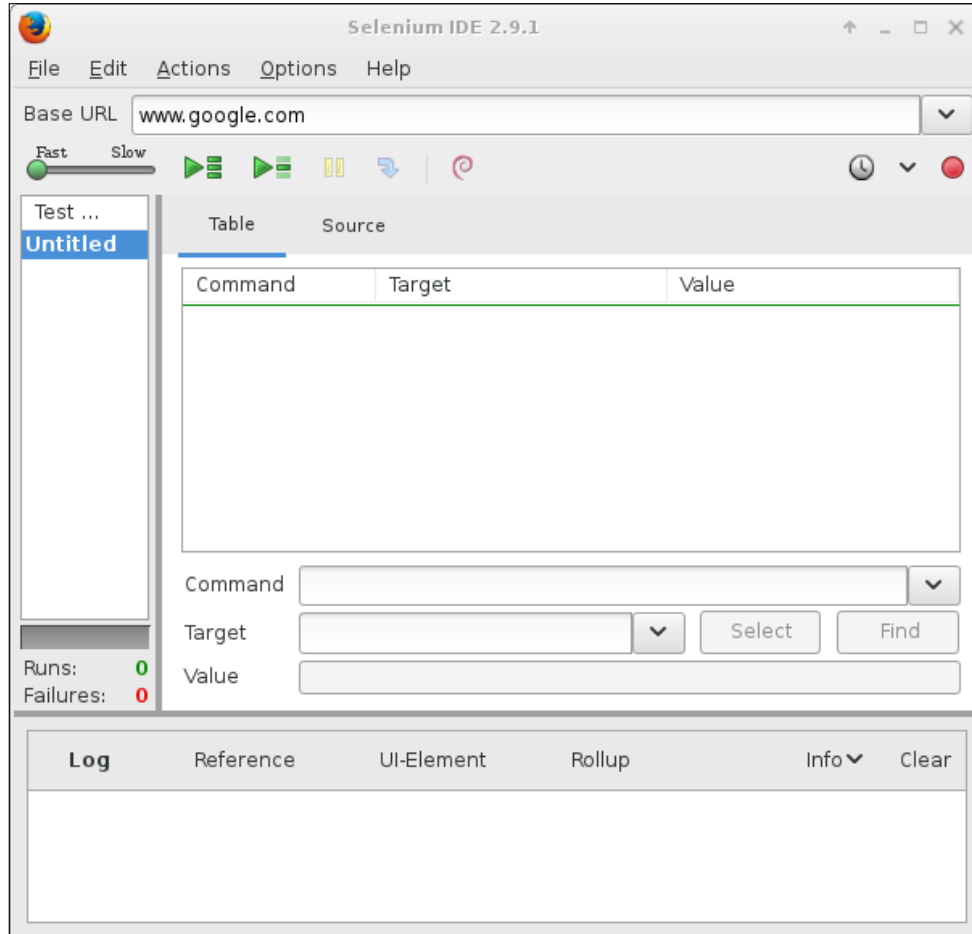 Selenium IDE 2.9.1
File Edit Actions Options Help
Base URL www.google.com
Fast Slow
Test ...
Untitled
Table Source
Command Target Value
Command
Target Select Find
Value
Runs: 0
Failures: 0
Log Reference UI-Element Rollup Info Clear